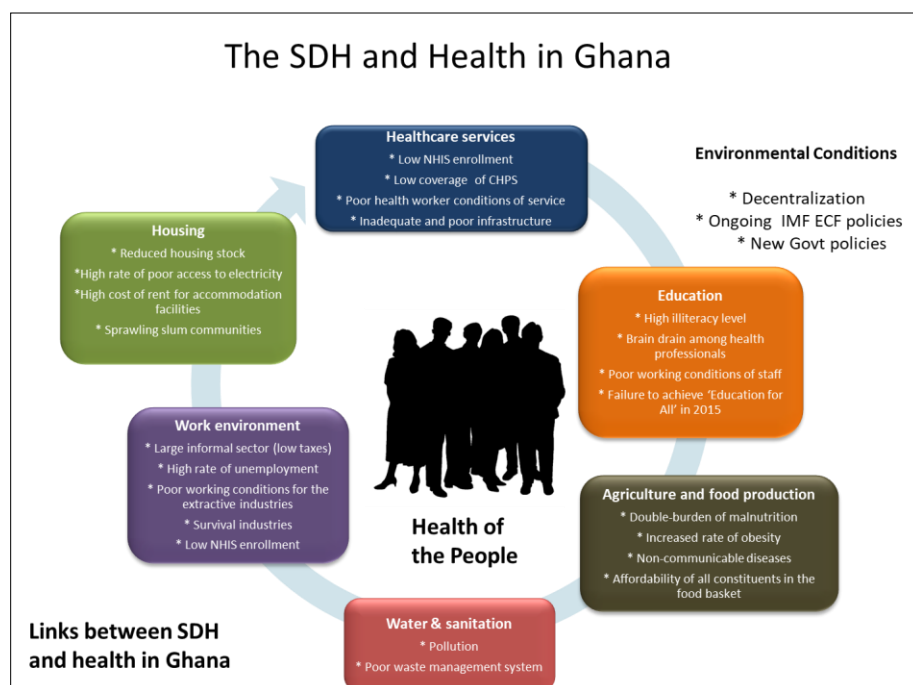 The SDH and Health in Ghana
Healthcare services
* Low NHIS enrollment
* Low coverage of CHPS
* Poor health worker conditions of service
* Inadequate and poor infrastructure
Environmental Conditions
* Decentralization
* Ongoing IMF ECF policies
* New Govt policies
Education
* High illiteracy level
* Brain drain among health
professionals
* Poor working conditions of staff
* Failure to achieve ‘Education for
All’ in 2015
Agriculture and food production
* Double-burden of malnutrition
* Increased rate of obesity
* Non-communicable diseases
* Affordability of all constituents in the
food basket
Water & sanitation
* Pollution
* Poor waste management system
Work environment
* Large informal sector (low taxes)
* High rate of unemployment
* Poor working conditions for the
extractive industries
* Survival industries
* Low NHIS enrollment
Housing
* Reduced housing stock
*High rate of poor access to electricity
*High cost of rent for accommodation
facilities
* Sprawling slum communities
Health of
the People
Links between SDH
and health in Ghana